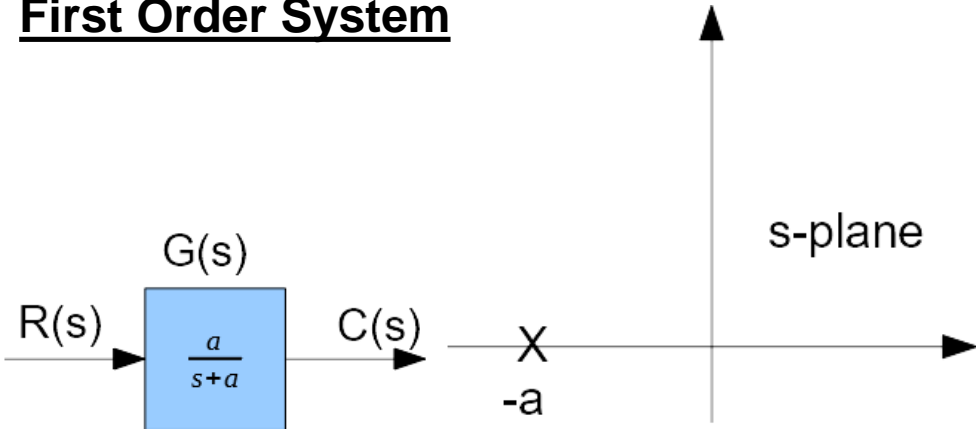 First Order System
G(s)
R(s)
a
s+a
C(s)
s-plane
X
-a